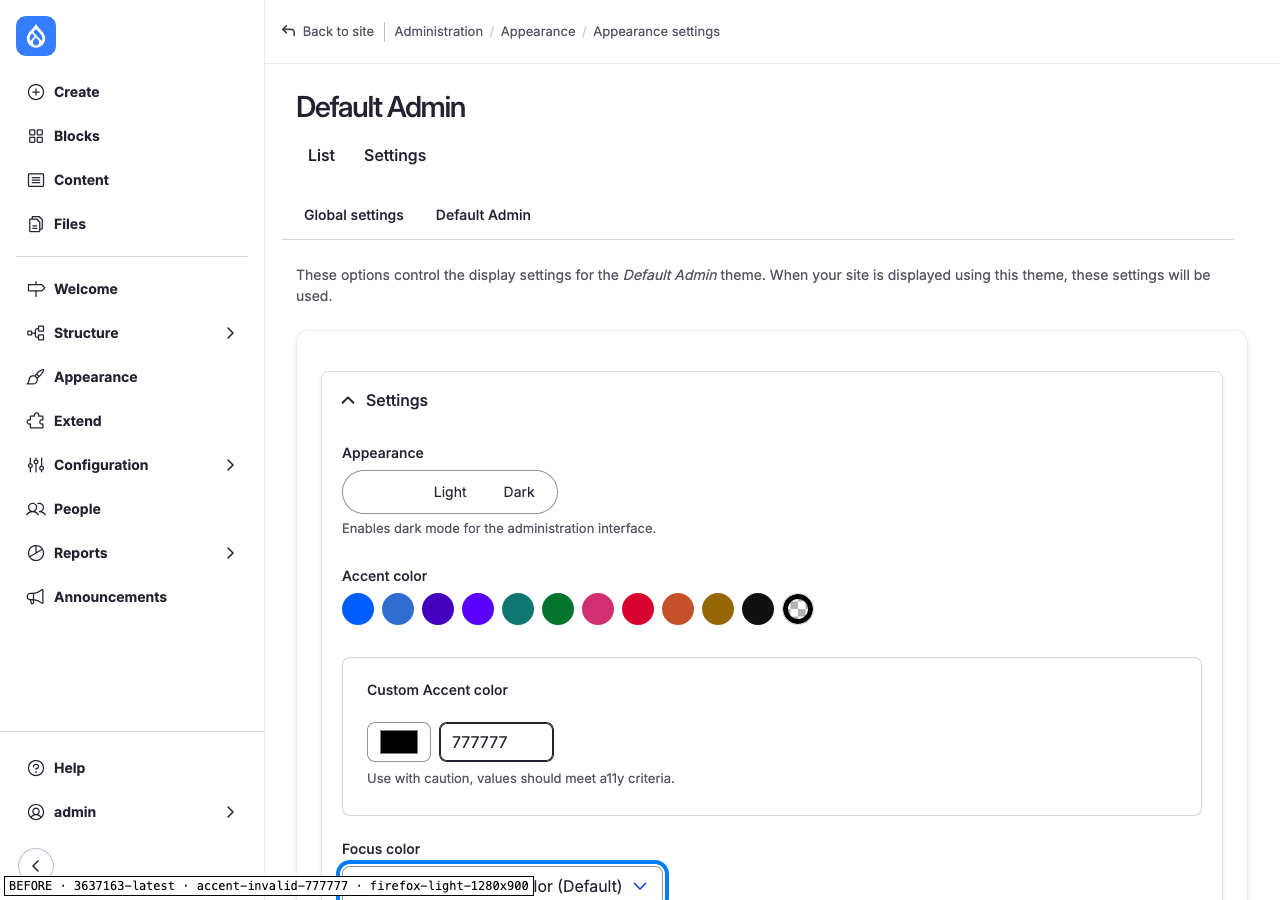 Back to site
Administration / Appearance / Appearance settings
Create
Blocks
Content
Files
Welcome
Structure
Appearance
Extend
Configuration
People
Reports
Announcements
Help
admin
Default Admin
List Settings
Global settings Default Admin
These options control the display settings for the Default Admin theme. When your site is displayed using this theme, these settings will be
used.
Settings
Appearance
Light Dark
Enables dark mode for the administration interface.
Accent color
Custom Accent color
777777
Use with caution, values should meet a11y criteria.
Focus color
(Default)
BEFORE · 3637163-latest · accent-invalid-777777 · firefox-light-1280x900